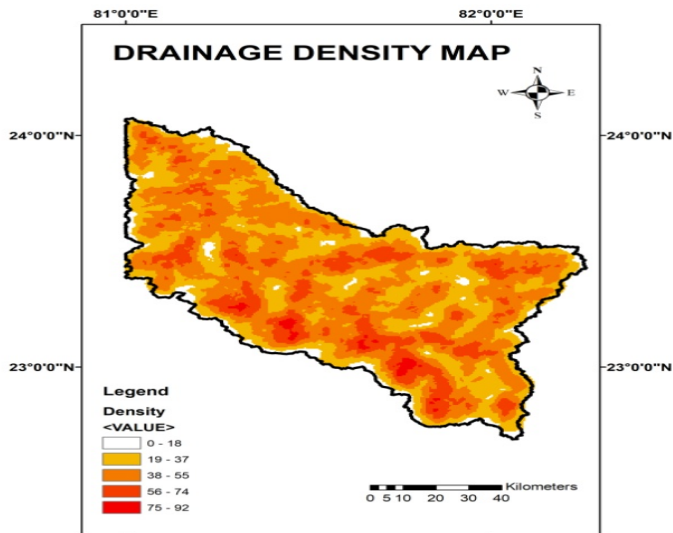 81°0'0"E 82°0'0"E
DRAINAGE DENSITY MAP
N
W E
S
24°0'0"N 24°0'0"N
23°0'0"N 23°0'0"N
Legend
Density
<VALUE>
0 - 18
19 - 37
38 - 55
56 - 74
75 - 92
Kilometers
0 5 10 20 30 40